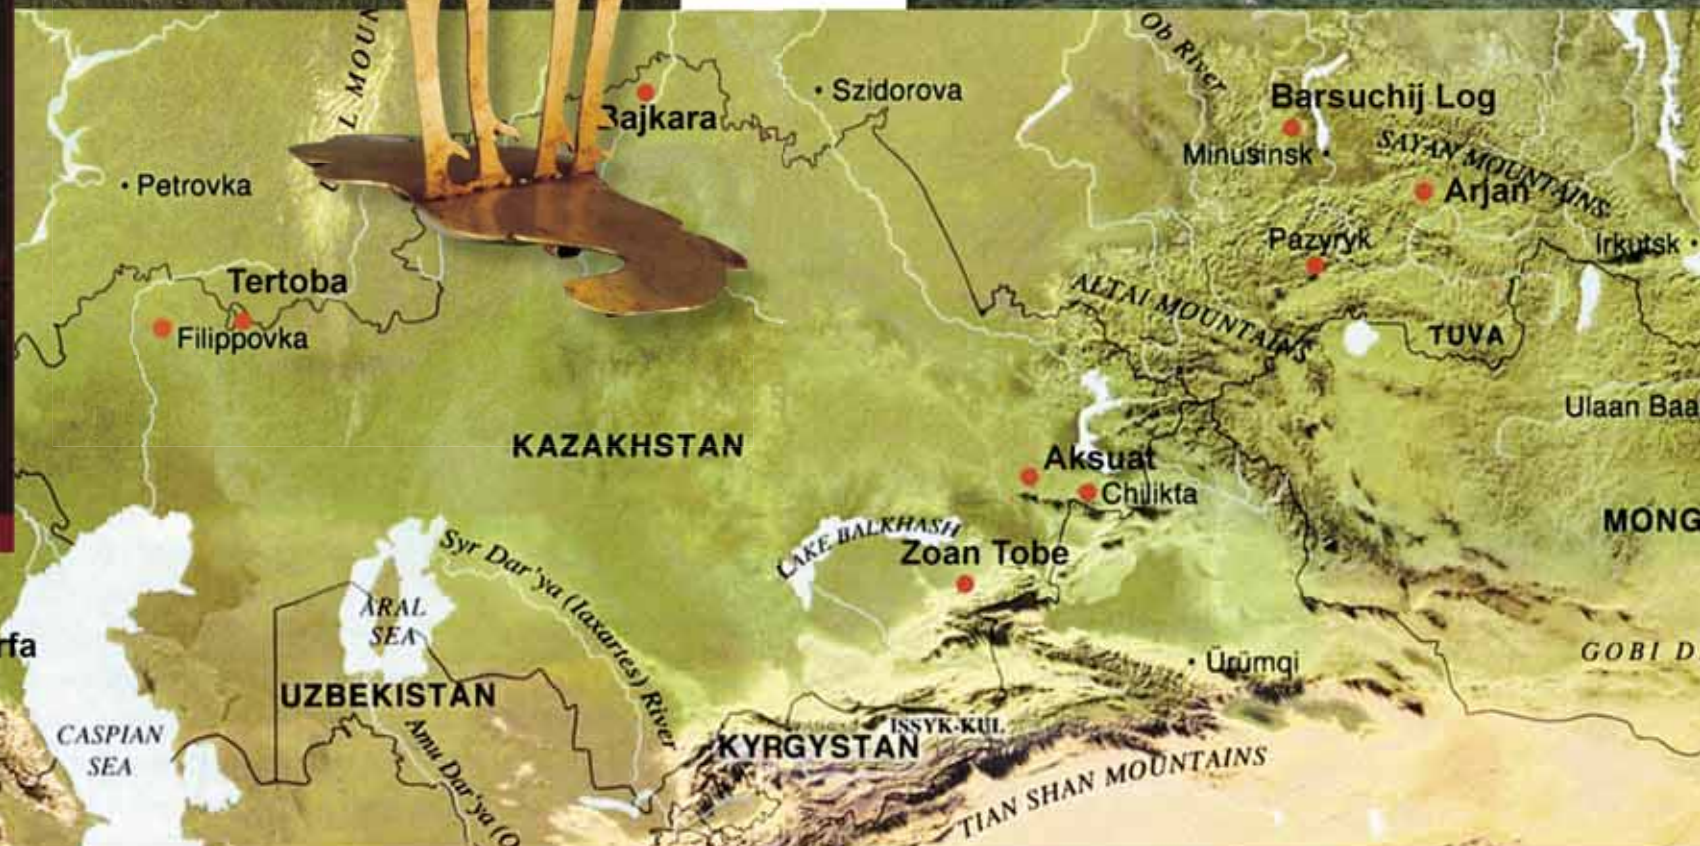 L MOUN
Ob River
Szidorova
Barsuchij Log
Bajkara
SAYAN MOUNTAINS
Minusinsk
Petrovka
Arjan
Pazyryk
Irkutsk
Tertoba
ALTAI MOUNTAINS
Filippovka
TUVA
Ulaan Baa
KAZAKHSTAN
Aksuat
Chilikta
MONG
LAKE BALKHASH
Syr Dar'ya (Iaxartes) River
Zoan Tobe
ARAL
SEA
rfa
GOBI D
Ürümqi
UZBEKISTAN
CASPIAN
SEA
ISSYK-KUL
KYRGYSTAN
Amu Dar'ya (O
TIAN SHAN MOUNTAINS